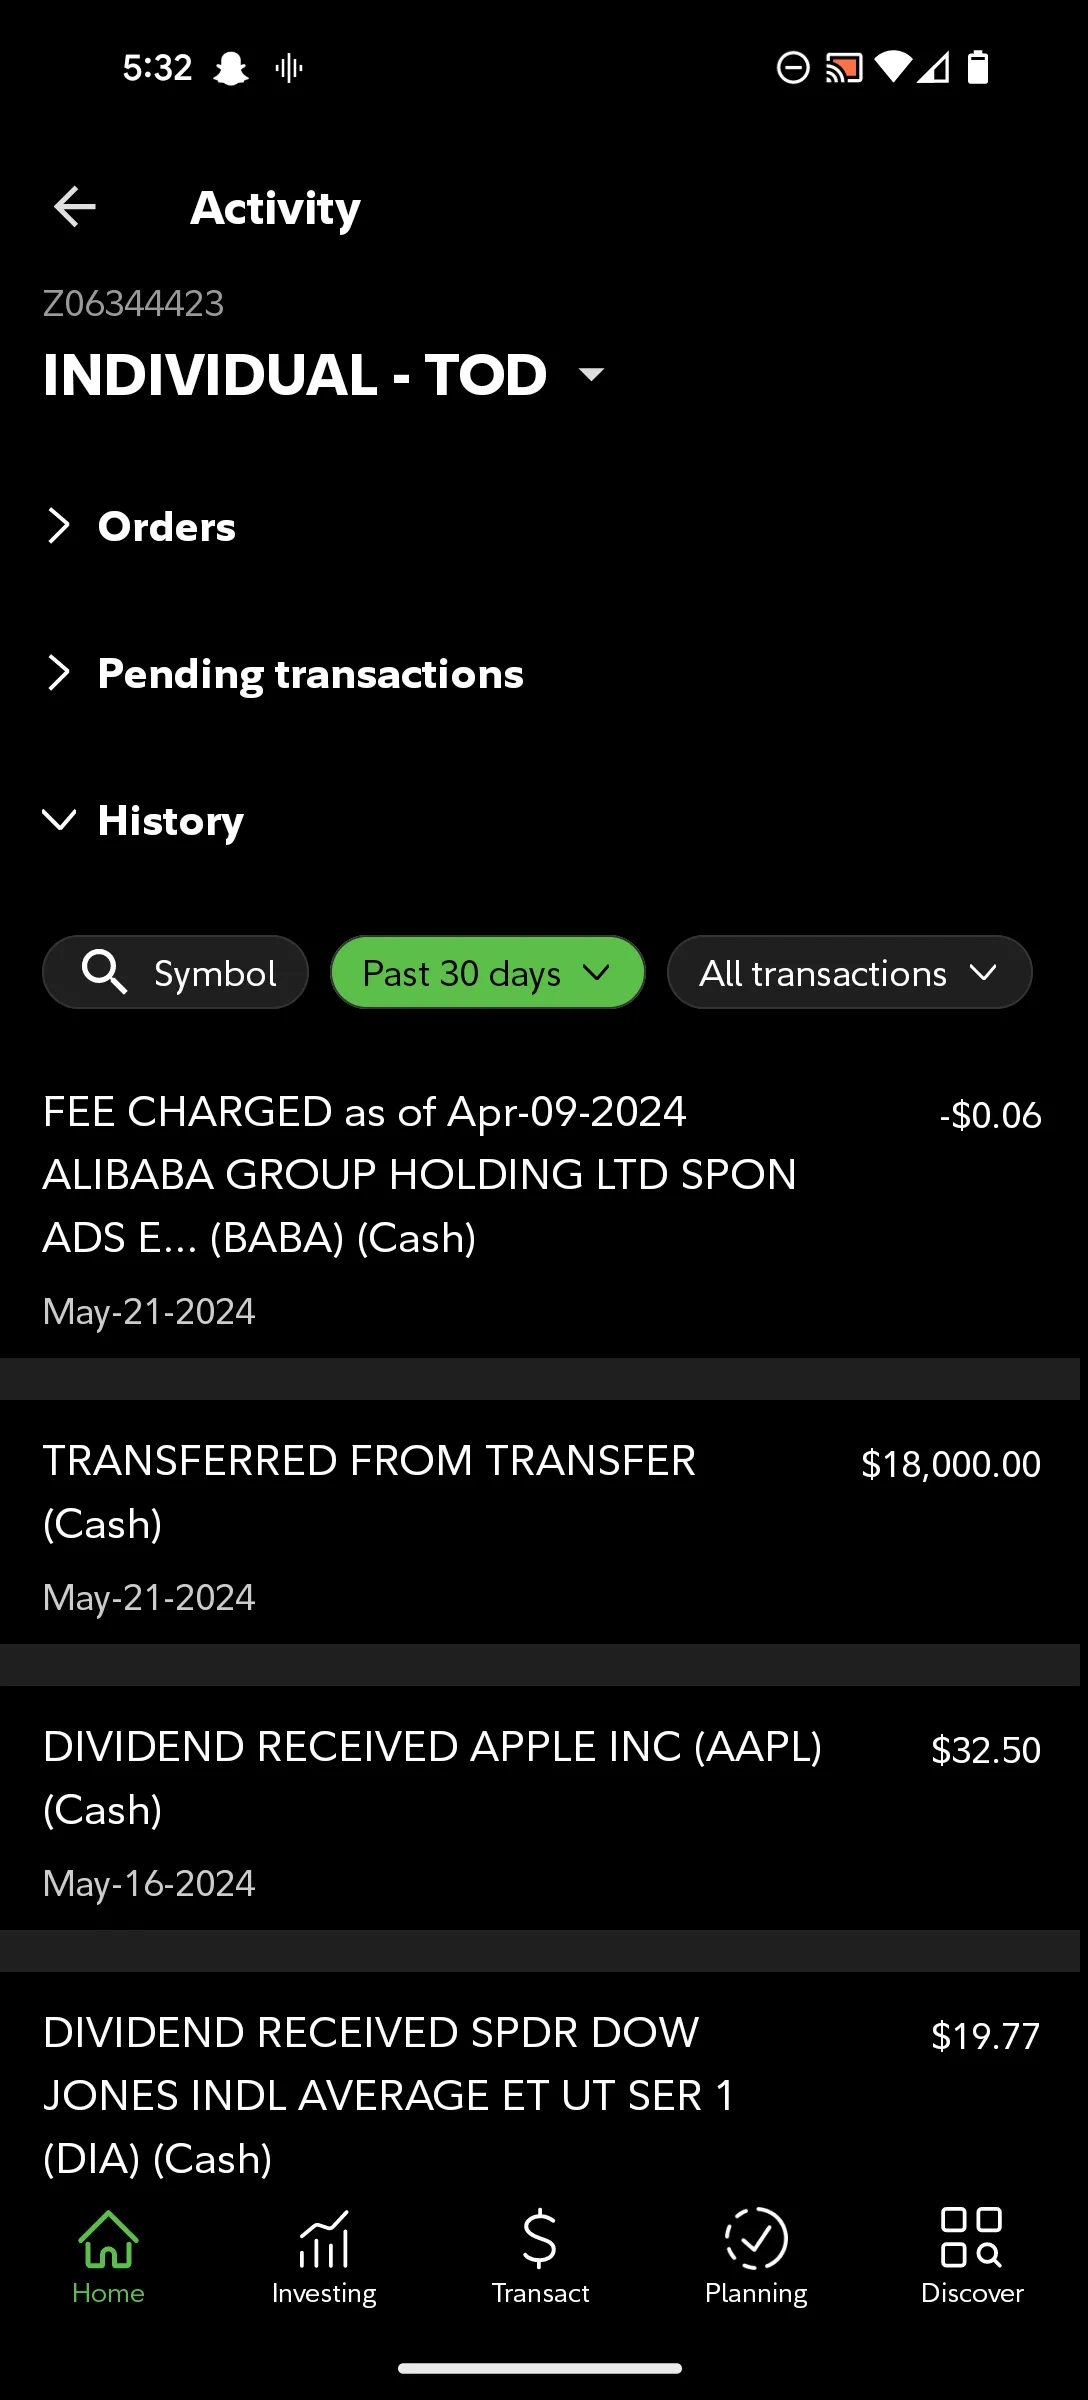 5:32
Activity
Z06344423
INDIVIDUAL - TOD
Orders
Pending transactions
History
Symbol
Past 30 days
All transactions
FEE CHARGED as of Apr-09-2024
-$0.06
ALIBABA GROUP HOLDING LTD SPON
ADS E... (BABA) (Cash)
May-21-2024
TRANSFERRED FROM TRANSFER
$18,000.00
(Cash)
May-21-2024
DIVIDEND RECEIVED APPLE INC (AAPL)
$32.50
(Cash)
May-16-2024
DIVIDEND RECEIVED SPDR DOW
$19.77
JONES INDL AVERAGE ET UT SER 1
(DIA) (Cash)
Home
Investing
Transact
Planning
Discover